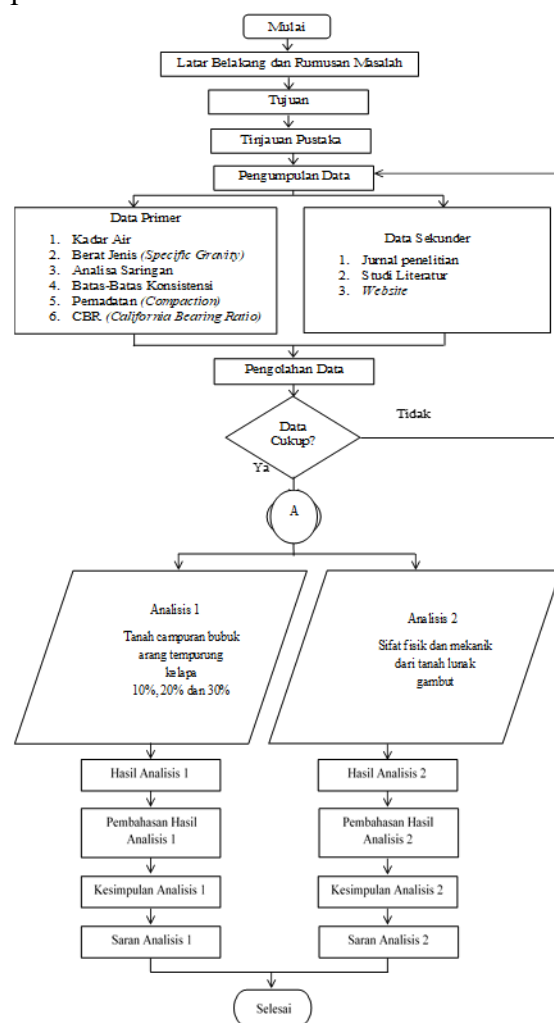 Mulai
Latar Belakang dan Rumusan Masalah
Tujuan
Tinjauan Pustaka
Pengumpulan Data
Data Primer
1. Kadar Air
2. Berat Jenis (Specific Gravity)
3. Analisa Saringan
4. Batas-Batas Konsistensi
5. Pemadatan (Compaction)
6. CBR (California Bearing Ratio)
Data Sekunder
1. Jurnal penelitian
2. Studi Literatur
3. Website
Pengolahan Data
Data
Cukup?
Tidak
Ya
A
Analisis 1
Tanah campuran bubuk
arang tempurung
kelapa
10%, 20% dan 30%
Analisis 2
Sifat fisik dan mekanik
dari tanah lunak
gambut
Hasil Analisis 1
Pembahasan Hasil
Analisis 1
Kesimpulan Analisis 1
Saran Analisis 1
Hasil Analisis 2
Pembahasan Hasil
Analisis 2
Kesimpulan Analisis 2
Saran Analisis 2
Selesai